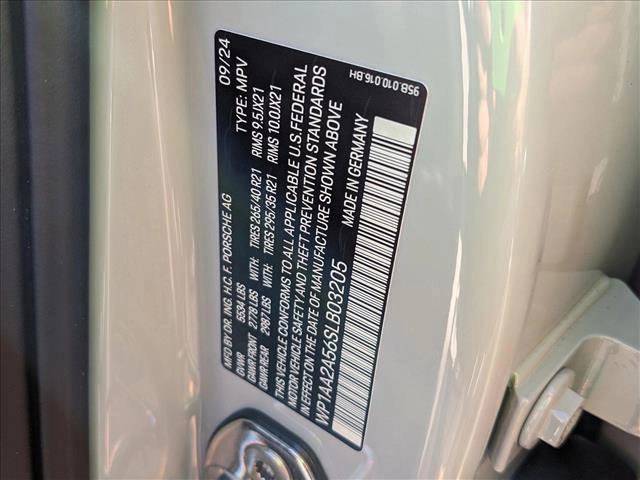 MFD BY DR. ING. H.C. F. PORSCHE AG 09/24
GVWR 5534 LBS TYPE: MPV
GAWR FRONT 2778 LBS WITH: TIRES 265/40 R21 RIMS 9.5JX21
GAWR REAR 2987 LBS WITH: TIRES 295/35 R21 RIMS 10.0JX21
THIS VEHICLE CONFORMS TO ALL APPLICABLE U.S. FEDERAL
MOTOR VEHICLE SAFETY AND THEFT PREVENTION STANDARDS
IN EFFECT ON THE DATE OF MANUFACTURE SHOWN ABOVE
WP1AA2A56SLB03205 MADE IN GERMANY
95B.010.016.BH